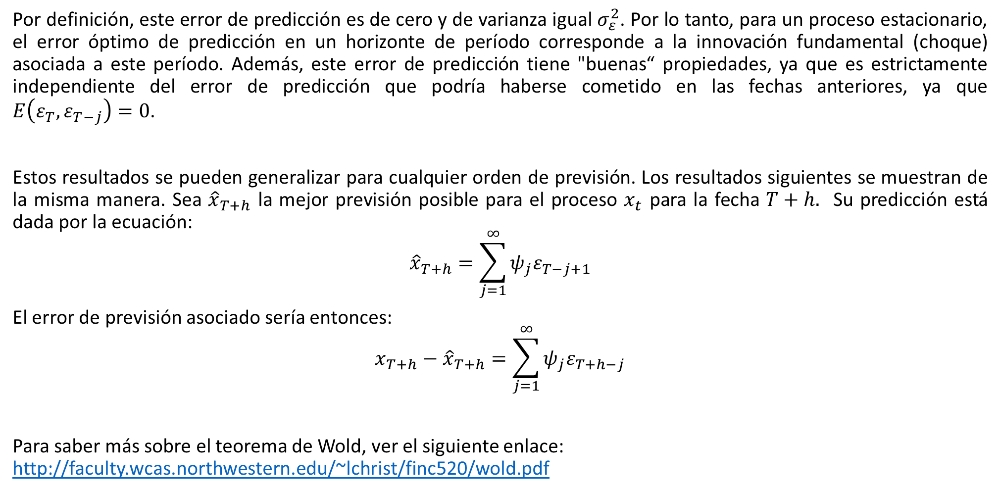 Por definición, este error de predicción es de cero y de varianza igual $\sigma_{\varepsilon}^{2}$. Por lo tanto, para un proceso estacionario,
el error óptimo de predicción en un horizonte de período corresponde a la innovación fundamental (choque)
asociada a este período. Además, este error de predicción tiene "buenas“ propiedades, ya que es estrictamente
independiente del error de predicción que podría haberse cometido en las fechas anteriores, ya que
$E(\varepsilon_{T}, \varepsilon_{T-j}) = 0.$
Estos resultados se pueden generalizar para cualquier orden de previsión. Los resultados siguientes se muestran de
la misma manera. Sea $\hat{x}_{T+h}$ la mejor previsión posible para el proceso $x_t$ para la fecha $T + h$. Su predicción está
dada por la ecuación:
$\hat{x}_{T+h} = \sum_{j=1}^{\infty} \psi_j \varepsilon_{T-j+1}$
El error de previsión asociado sería entonces:
$x_{T+h} - \hat{x}_{T+h} = \sum_{j=1}^{\infty} \psi_j \varepsilon_{T+h-j}$
Para saber más sobre el teorema de Wold, ver el siguiente enlace:
http://faculty.wcas.northwestern.edu/~lchrist/finc520/wold.pdf